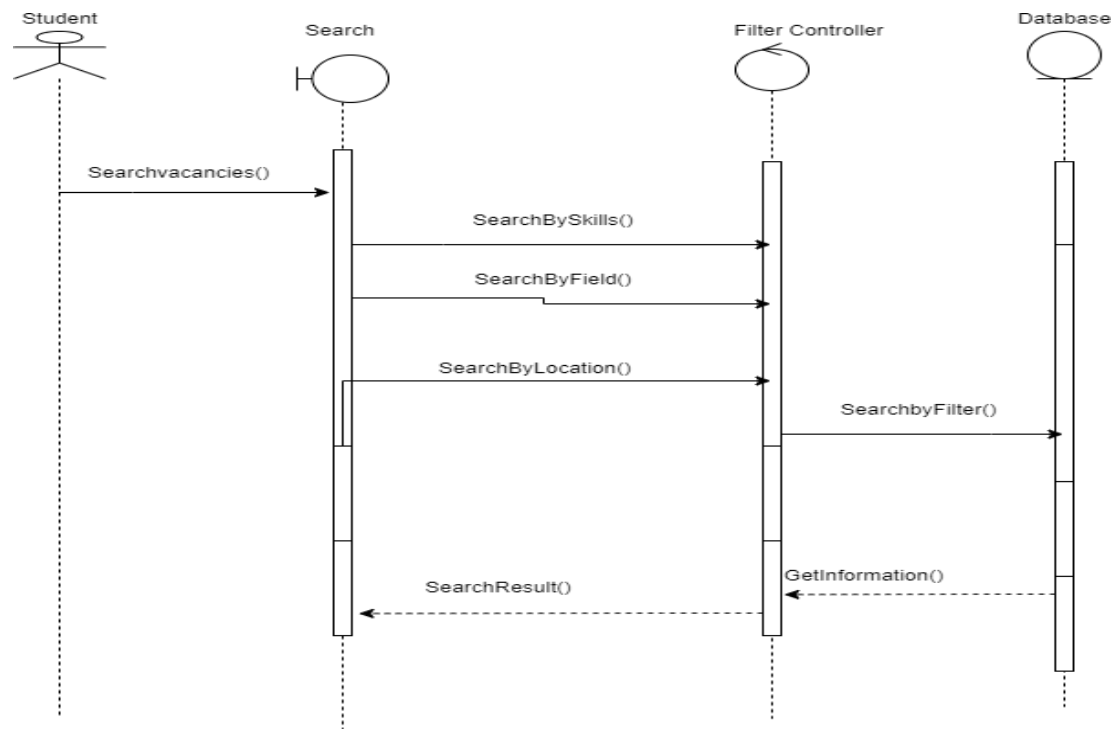 Student
Search
Filter Controller
Database
Searchvacancies()
SearchBySkills()
SearchByField()
SearchByLocation()
SearchbyFilter()
GetInformation()
SearchResult()